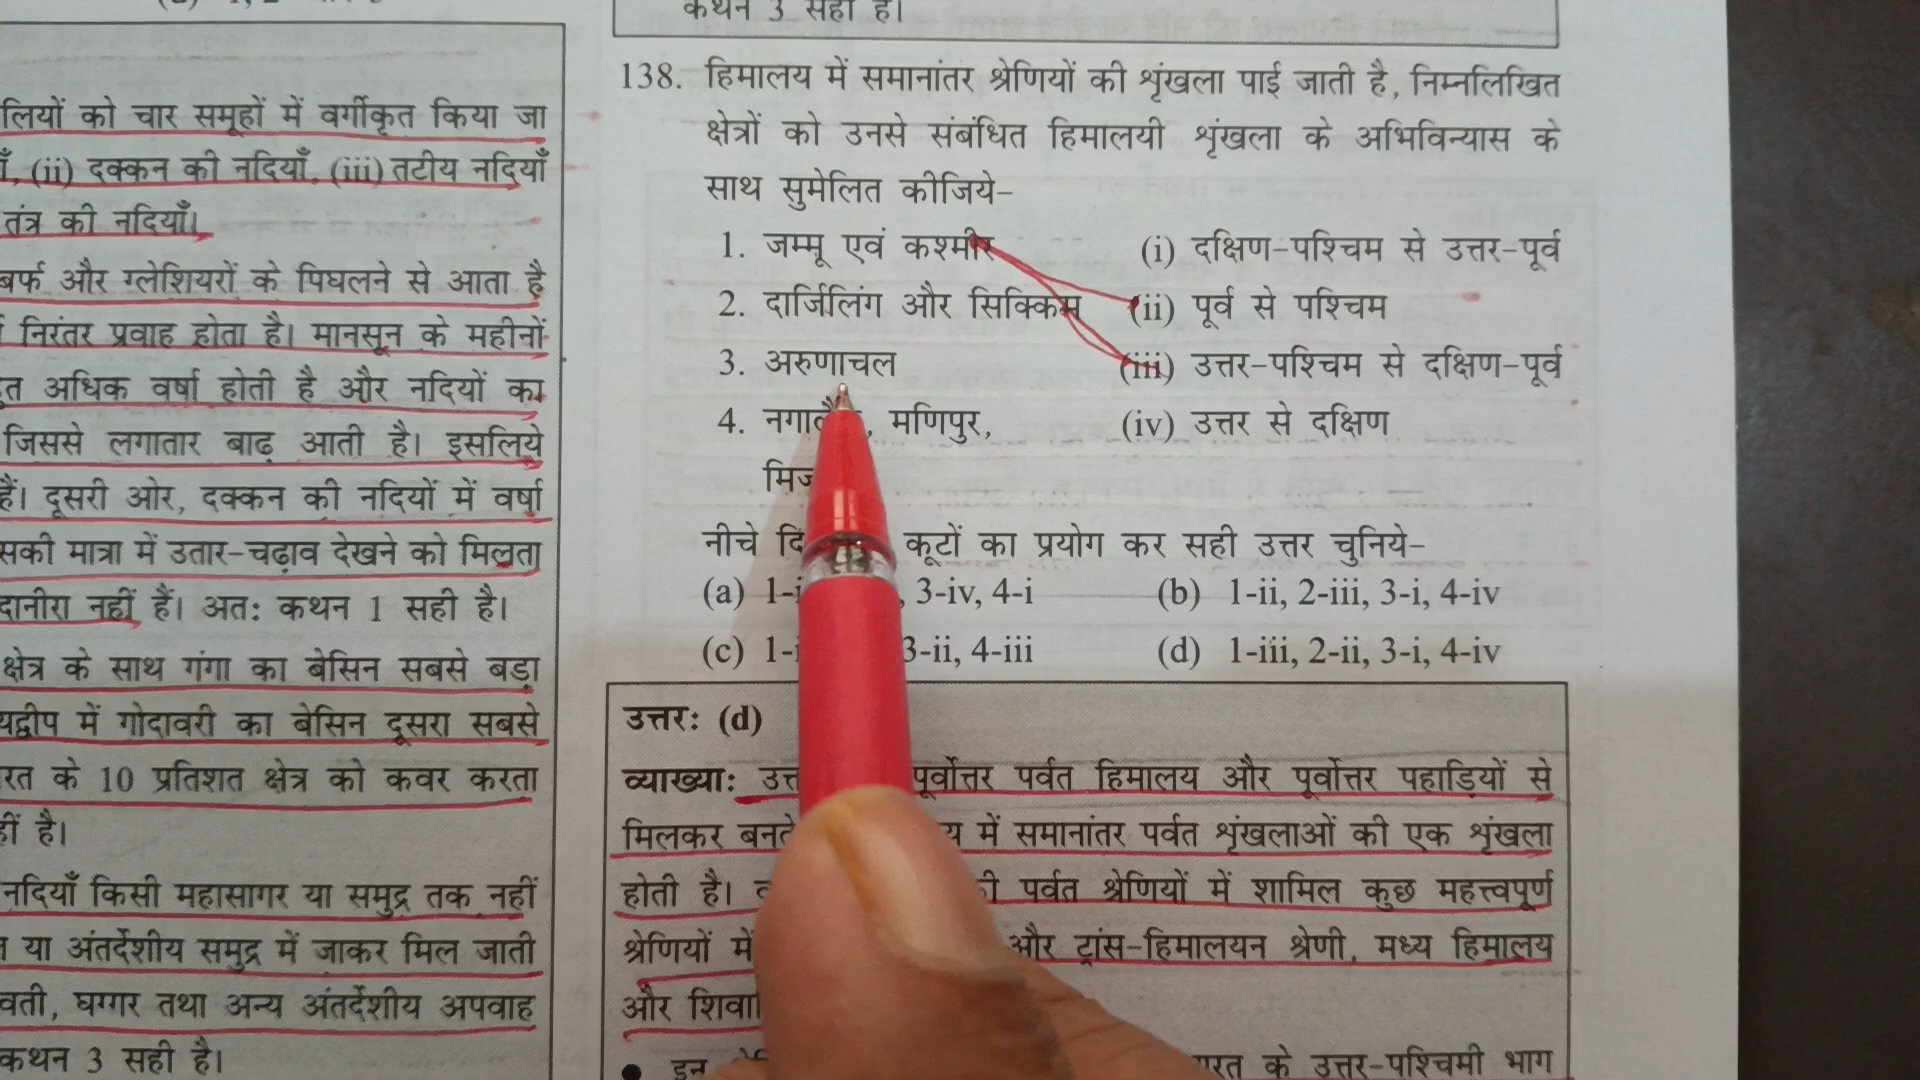 कथन 3 सही है।
लियों को चार समूहों में वर्गीकृत किया जा
(ii) दक्कन की नदियाँ, (iii) तटीय नदियाँ
तंत्र की नदियाँ।
बर्फ और ग्लेशियरों के पिघलने से आता है
निरंतर प्रवाह होता है। मानसून के महीनों
अधिक वर्षा होती है और नदियों का
जिससे लगातार बाढ़ आती है। इसलिये
हैं। दूसरी ओर, दक्कन की नदियों में वर्षा
सकी मात्रा में उतार-चढ़ाव देखने को मिलता
दानीरा नहीं हैं। अतः कथन 1 सही है।
क्षेत्र के साथ गंगा का बेसिन सबसे बड़ा
यद्वीप में गोदावरी का बेसिन दूसरा सबसे
रत के 10 प्रतिशत क्षेत्र को कवर करता
हीं है।
नदियाँ किसी महासागर या समुद्र तक नहीं
या अंतर्देशीय समुद्र में जाकर मिल जाती
वती, घग्गर तथा अन्य अंतर्देशीय अपवाह
कथन 3 सही है।
138. हिमालय में समानांतर श्रेणियों की शृंखला पाई जाती है, निम्नलिखित
क्षेत्रों को उनसे संबंधित हिमालयी शृंखला के अभिविन्यास के
साथ सुमेलित कीजिये-
1. जम्मू एवं कश्मीर (i) दक्षिण-पश्चिम से उत्तर-पूर्व
2. दार्जिलिंग और सिक्किम (ii) पूर्व से पश्चिम
3. अरुणाचल (iii) उत्तर-पश्चिम से दक्षिण-पूर्व
4. मणिपुर, (iv) उत्तर से दक्षिण
नीचे कूटों का प्रयोग कर सही उत्तर चुनिये-
(a) 3-iv, 4-i (b) 1-ii, 2-iii, 3-i, 4-iv
(c) 3-ii, 4-iii (d) 1-iii, 2-ii, 3-i, 4-iv
उत्तरः (d)
व्याख्याः पूर्वोत्तर पर्वत हिमालय और पूर्वोत्तर पहाड़ियों से
मिलकर में समानांतर पर्वत शृंखलाओं की एक शृंखला
होती है। पर्वत श्रेणियों में शामिल कुछ महत्त्वपूर्ण
श्रेणियों में और ट्रांस-हिमालयन श्रेणी, मध्य हिमालय
और
के उत्तर-पश्चिमी भाग